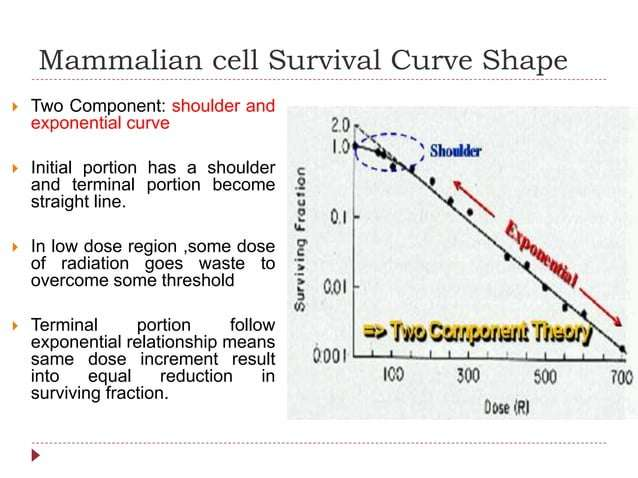 Mammalian cell Survival Curve Shape
Two Component: shoulder and
exponential curve
Initial portion has a shoulder
and terminal portion become
straight line.
In low dose region ,some dose
of radiation goes waste to
overcome some threshold
Terminal portion follow
exponential relationship means
same dose increment result
into equal reduction in
surviving fraction.
2.0
1.0
Shoulder
0.1
Surviving Fraction
Exponential
0.01
=> Two Component Theory
0.001
100 300 500 700
Dose (R)